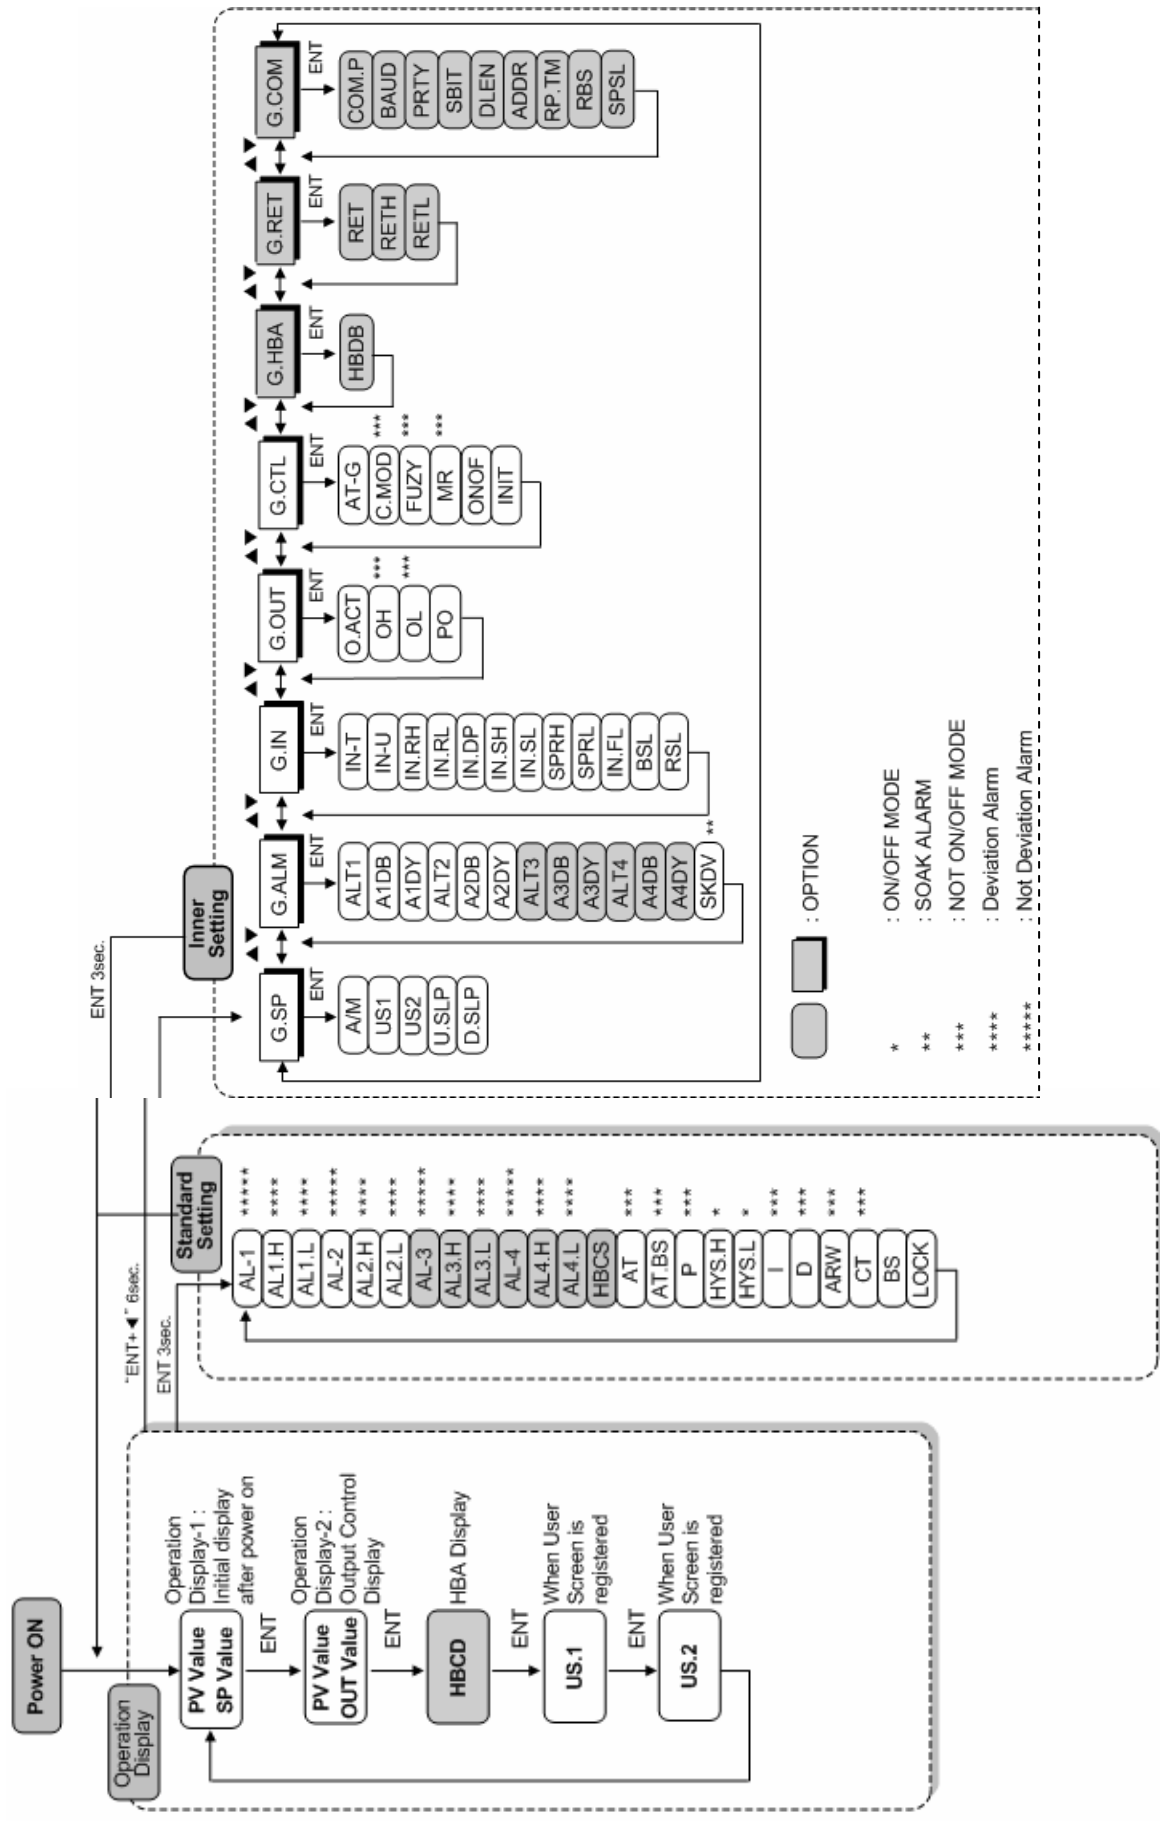 Power ON
Operation
Display
PV Value
SP Value
Operation
Display-1 :
Initial display
after power on
ENT
PV Value
OUT Value
Operation
Display-2 :
Output Control
Display
ENT
HBCD
HBA Display
ENT
US.1
When User
Screen is
registered
ENT
US.2
When User
Screen is
registered
ENT 3sec.
"ENT+ ◀" 6sec.
ENT 3sec.
Standard
Setting
AL-1 *****
AL1.H ****
AL1.L ****
AL-2 *****
AL2.H ****
AL2.L ****
AL-3 *****
AL3.H ****
AL3.L ****
AL-4 *****
AL4.H ****
AL4.L ****
HBCS
AT ***
AT.BS ***
P ***
HYS.H *
HYS.L *
I ***
D ***
ARW ***
CT ***
BS
LOCK
Inner
Setting
G.SP
ENT
A/M
US1
US2
U.SLP
D.SLP
G.ALM
ENT
ALT1
A1DB
A1DY
ALT2
A2DB
A2DY
ALT3
A3DB
A3DY
ALT4
A4DB
A4DY
SKDV **
G.IN
ENT
IN-T
IN-U
IN.RH
IN.RL
IN.DP
IN.SH
IN.SL
SPRH
SPRL
IN.FL
BSL
RSL
G.OUT
ENT
O.ACT
OH ***
OL ***
PO
G.CTL
ENT
AT-G
C.MOD ***
FUZY ***
MR ***
ONOF
INIT
G.HBA
ENT
HBDB
G.RET
ENT
RET
RETH
RETL
G.COM
ENT
COM.P
BAUD
PRTY
SBIT
DLEN
ADDR
RP.TM
RBS
SPSL
: OPTION
* : ON/OFF MODE
** : SOAK ALARM
*** : NOT ON/OFF MODE
**** : Deviation Alarm
***** : Not Deviation Alarm